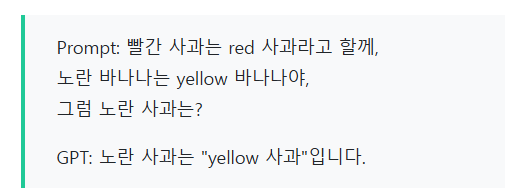 Prompt: 빨간 사과는 red 사과라고 할께,
노란 바나나는 yellow 바나나야,
그럼 노란 사과는?
GPT: 노란 사과는 "yellow 사과"입니다.